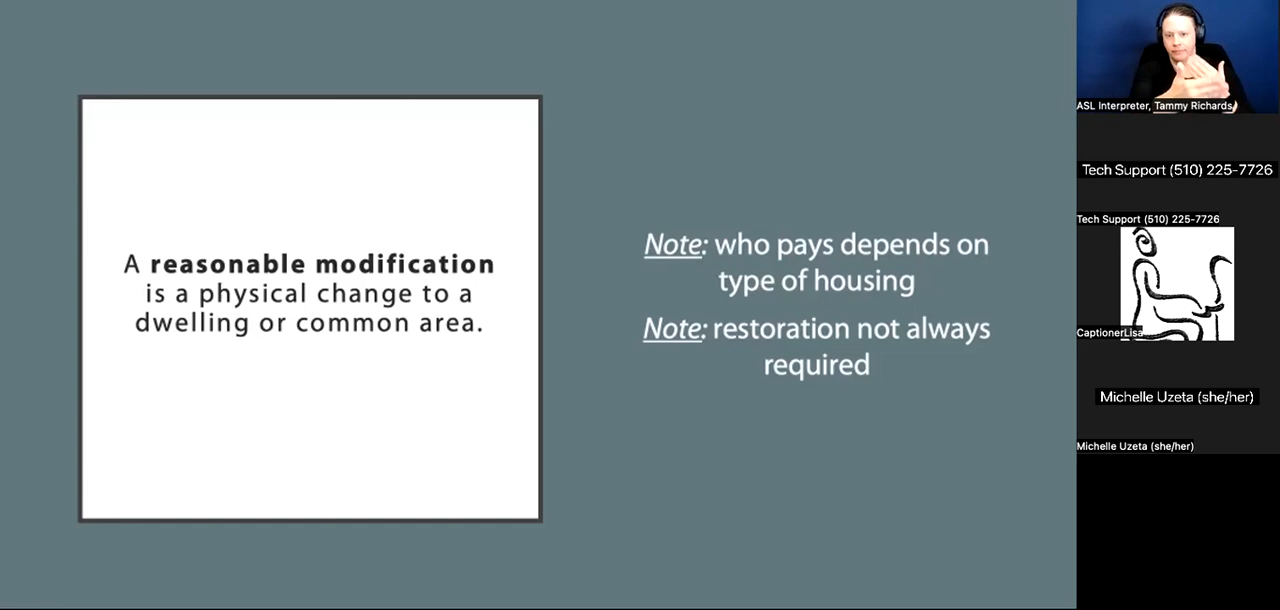 A reasonable modification
is a physical change to a
dwelling or common area.
Note: who pays depends on
type of housing
Note: restoration not always
required
ASL Interpreter, Tammy Richards
Tech Support (510) 225-7726
Tech Support (510) 225-7726
CaptionerLisa
Michelle Uzeta (she/her)
Michelle Uzeta (she/her)